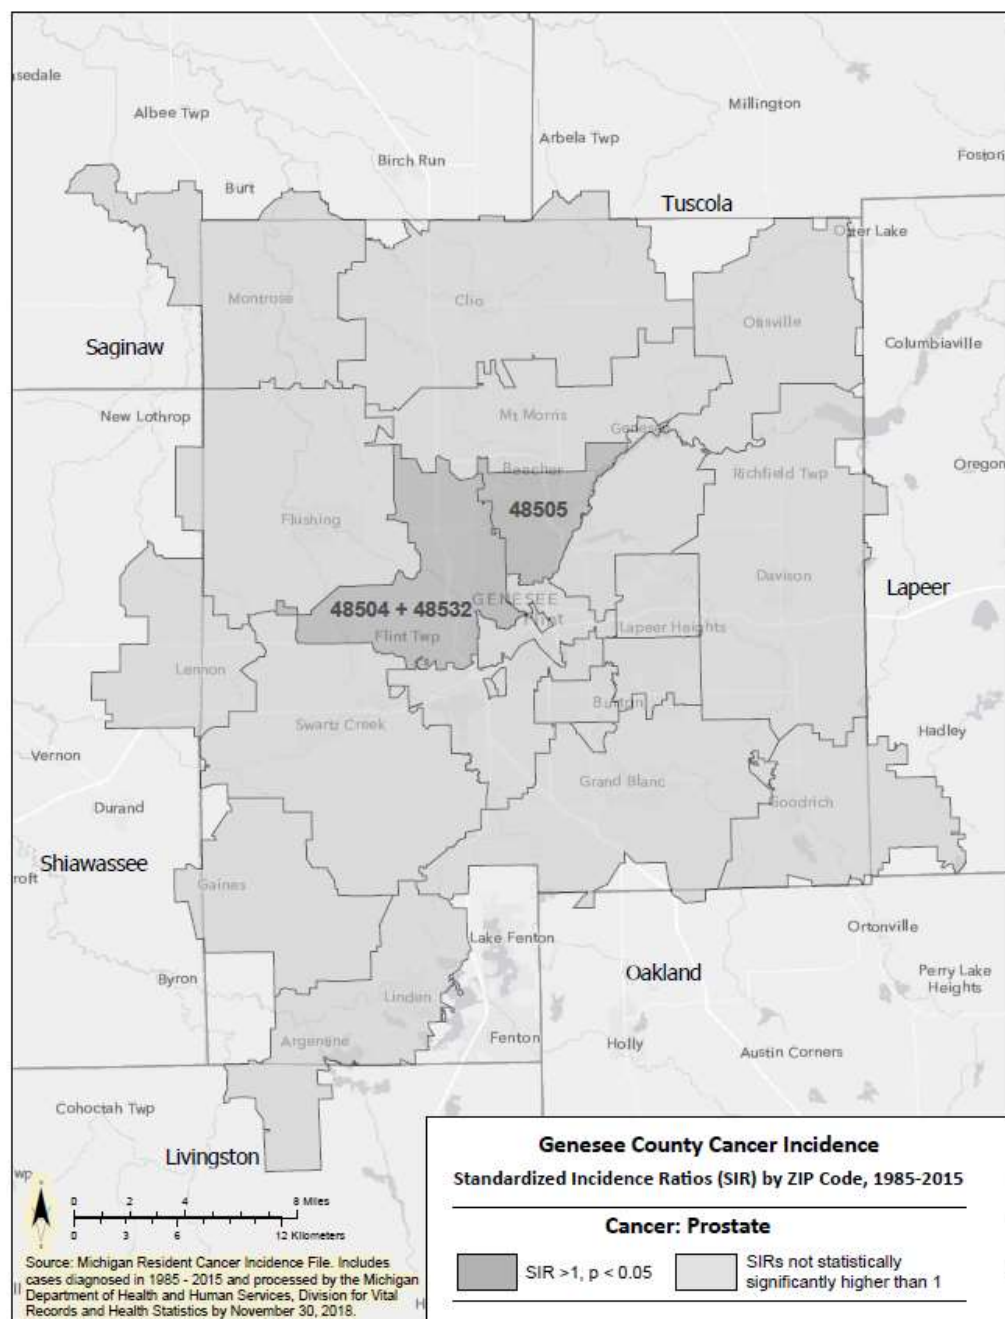 asedale
Albee Twp
Millington
Arbela Twp
Birch Run
Foston
Burt
Tuscola
Otter Lake
Montrose
Clio
Otisville
Saginaw
Columbiaville
New Lothrop
Mt Morris
Genesee
Beecher
Richfield Twp
Oregon
48505
Flushing
Davison
Lapeer
GENESEE
48504 + 48532
Flint
Flint Twp
Lapeer Heights
Lennon
Burton
Swartz Creek
Hadley
Vernon
Grand Blanc
Goodrich
Durand
Shiawassee
roft
Gaines
Ortonville
Lake Fenton
Oakland
Perry Lake
Heights
Byron
Linden
Argentine
Fenton
Holly
Austin Corners
Cohoctah Twp
Livingston
wp
Genesee County Cancer Incidence
Standardized Incidence Ratios (SIR) by ZIP Code, 1985-2015
Cancer: Prostate
SIR >1, p < 0.05
SIRs not statistically
significantly higher than 1
0 2 4 8 Miles
0 3 6 12 Kilometers
Source: Michigan Resident Cancer Incidence File. Includes
cases diagnosed in 1985 - 2015 and processed by the Michigan
Department of Health and Human Services, Division for Vital
Records and Health Statistics by November 30, 2018.